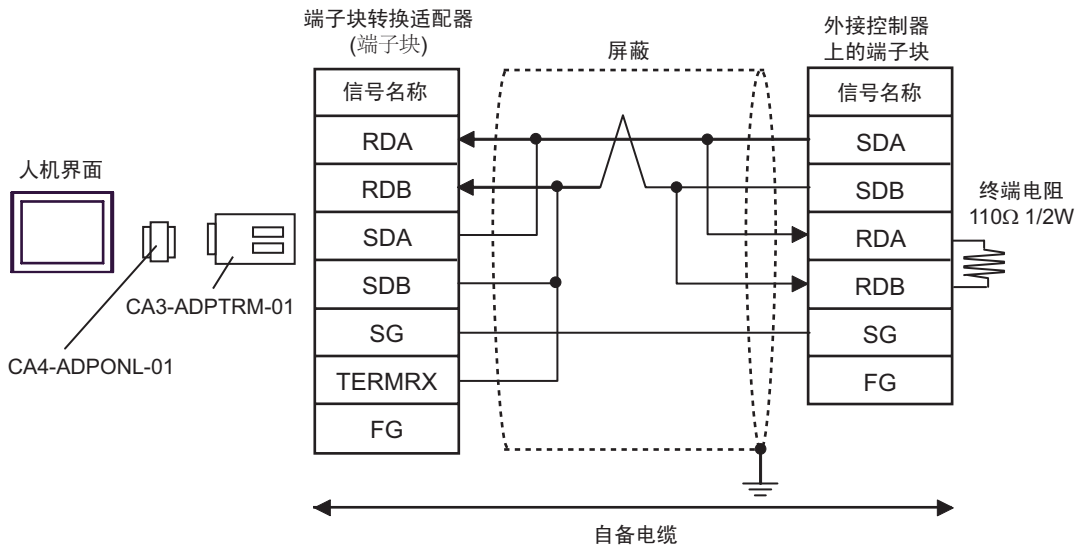 端子块转换适配器
(端子块)
屏蔽
外接控制器
上的端子块
信号名称
RDA
RDB
SDA
SDB
SG
TERMRX
FG
信号名称
SDA
SDB
RDA
RDB
SG
FG
人机界面
CA3-ADPTRM-01
CA4-ADPONL-01
终端电阻
110Ω 1/2W
自备电缆